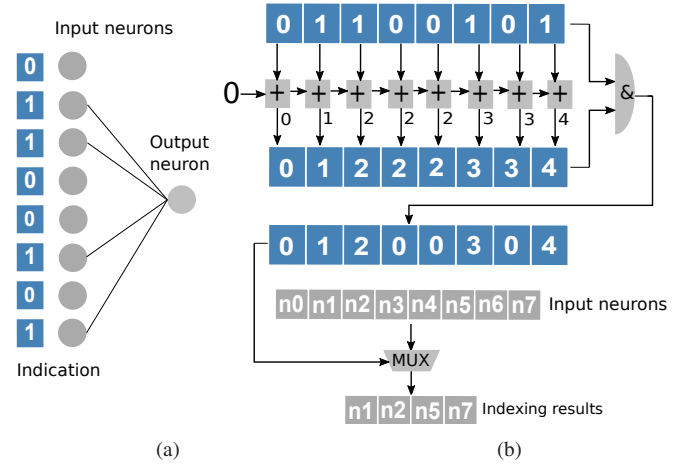 Input neurons
0
1
1
0
0
1
0
1
Output
neuron
Indication
(a)
0 1 1 0 0 1 0 1
0 + + + + + + + +
0 1 2 2 2 3 3 4
&
0 1 2 2 2 3 3 4
0 1 2 0 0 3 0 4
n0 n1 n2 n3 n4 n5 n6 n7 Input neurons
MUX
n1 n2 n5 n7 Indexing results
(b)